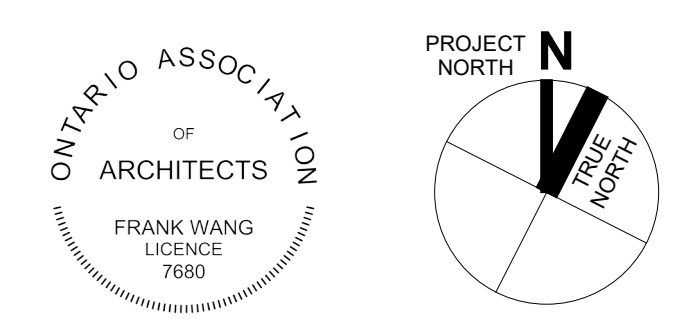 ONTARIO ASSOCIATION
OF
ARCHITECTS
FRANK WANG
LICENCE
7680
PROJECT
NORTH
N
TRUE
NORTH